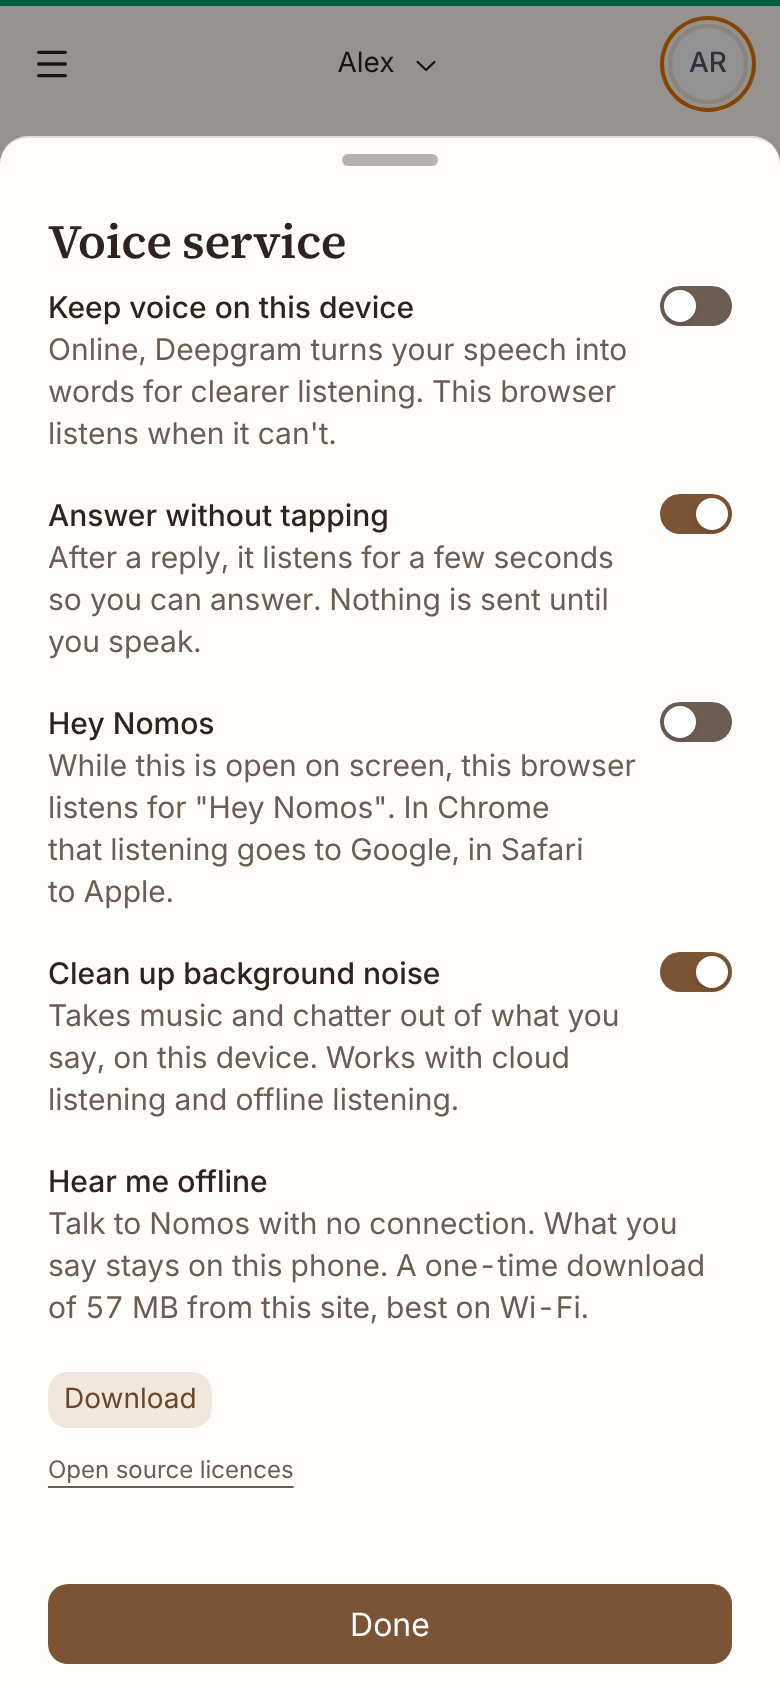 Alex
AR
Voice service
Keep voice on this device
Online, Deepgram turns your speech into
words for clearer listening. This browser
listens when it can't.
Answer without tapping
After a reply, it listens for a few seconds
so you can answer. Nothing is sent until
you speak.
Hey Nomos
While this is open on screen, this browser
listens for "Hey Nomos". In Chrome
that listening goes to Google, in Safari
to Apple.
Clean up background noise
Takes music and chatter out of what you
say, on this device. Works with cloud
listening and offline listening.
Hear me offline
Talk to Nomos with no connection. What you
say stays on this phone. A one-time download
of 57 MB from this site, best on Wi-Fi.
Download
Open source licences
Done